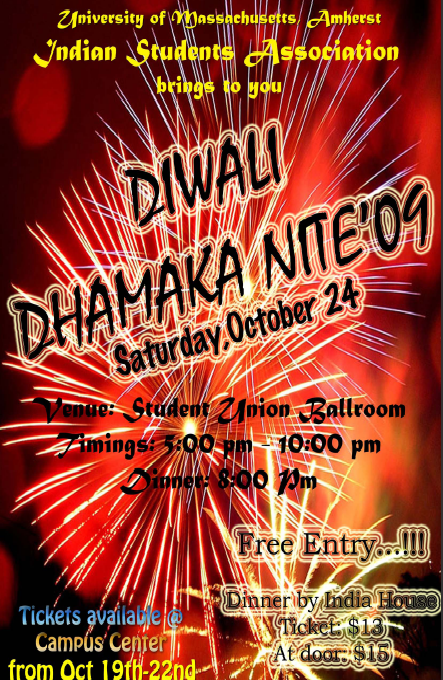 University of Massachusetts, Amherst
Indian Students Association
brings to you
DIWALI
DHAMAKA NITE'09
Saturday,October 24
Venue: Student Union Ballroom
Timings: 5:00 pm - 10:00 pm
Dinner: 8:00 Pm
Free Entry...!!!
Dinner by India House
Ticket: $13
At door: $15
Tickets available @
Campus Center
from Oct 19th-22nd